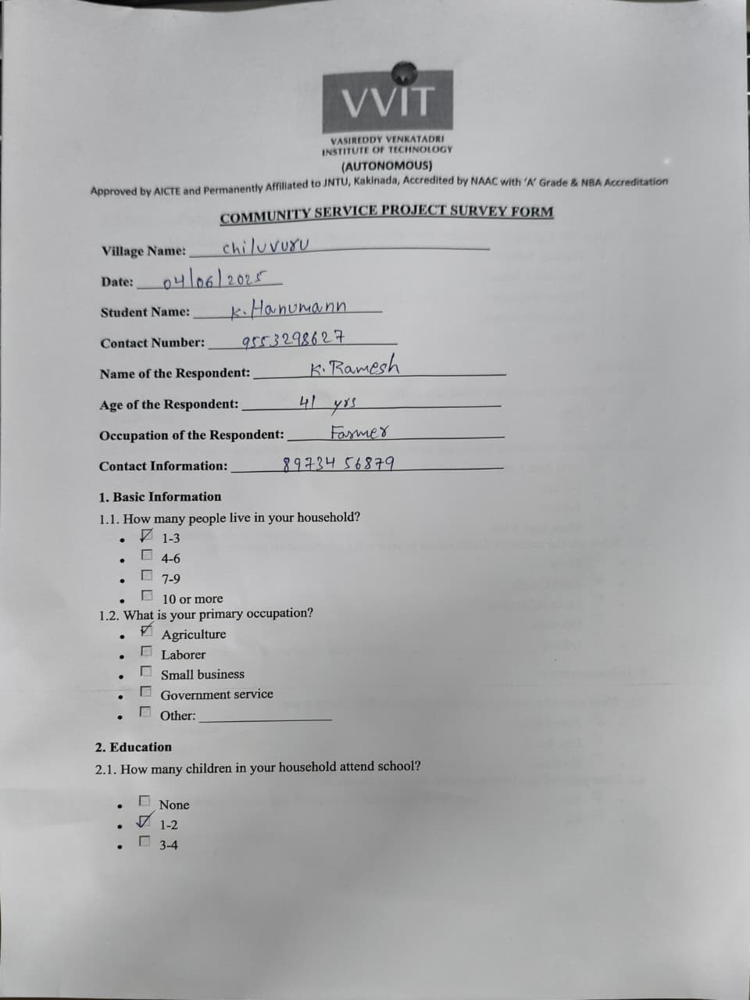 VVIT
VASIREDDY VENKATADRI
INSTITUTE OF TECHNOLOGY
(AUTONOMOUS)
Approved by AICTE and Permanently Affiliated to JNTU, Kakinada, Accredited by NAAC with 'A' Grade & NBA Accreditation
COMMUNITY SERVICE PROJECT SURVEY FORM
Village Name: chiluvuru
Date: 04/06/2025
Student Name: K. Hanumann
Contact Number: 9553298627
Name of the Respondent: K. Ramesh
Age of the Respondent: 41 yrs
Occupation of the Respondent: Farmer
Contact Information: 89734 56879
1. Basic Information
1.1. How many people live in your household?
• ☑ 1-3
• ☐ 4-6
• ☐ 7-9
• ☐ 10 or more
1.2. What is your primary occupation?
• ☑ Agriculture
• ☐ Laborer
• ☐ Small business
• ☐ Government service
• ☐ Other:
2. Education
2.1. How many children in your household attend school?
• ☐ None
• ☑ 1-2
• ☐ 3-4